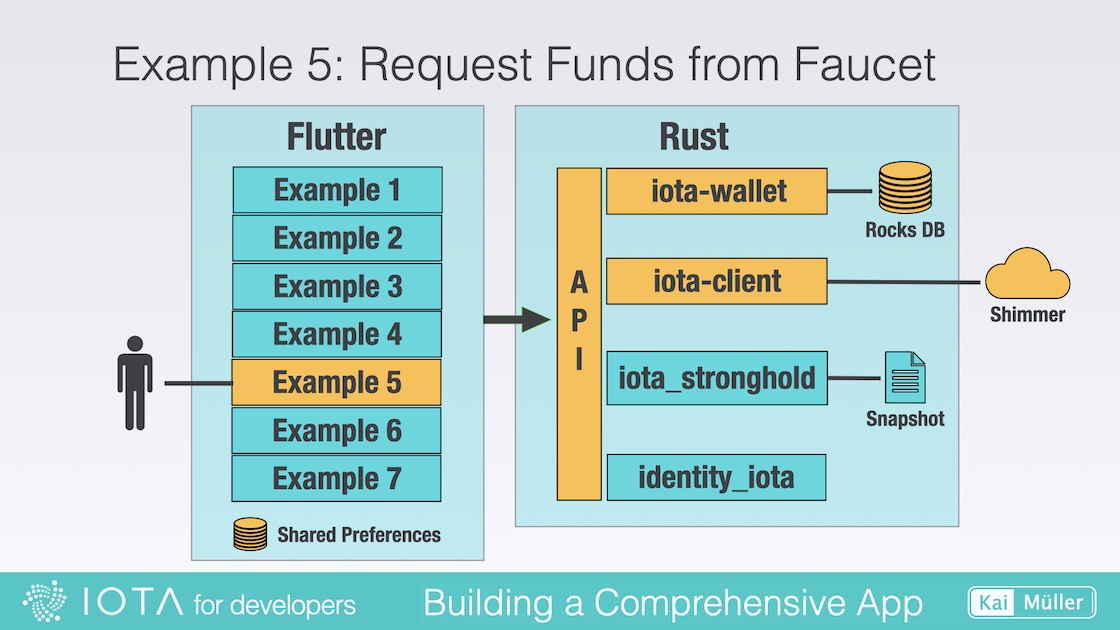 Example 5: Request Funds from Faucet
Flutter
Example 1
Example 2
Example 3
Example 4
Example 5
Example 6
Example 7
Shared Preferences
Rust
A
P
I
iota-wallet
Rocks DB
iota-client
Shimmer
iota_stronghold
Snapshot
identity_iota
IOTA for developers
Building a Comprehensive App
Kai Müller